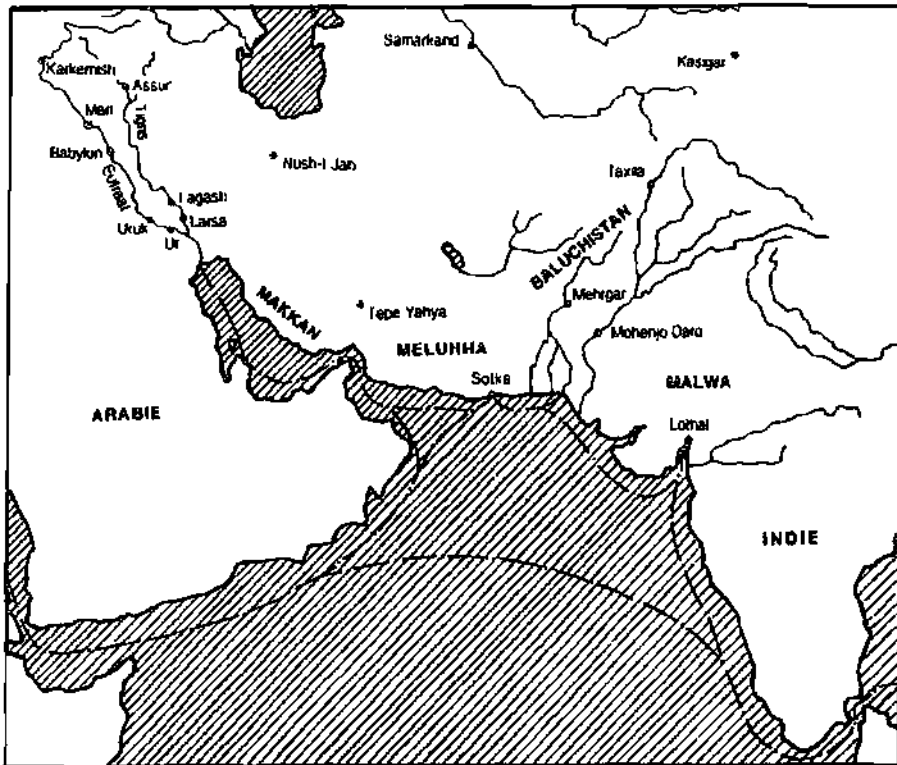 Samarkand
Kasigar
Karkemish
Assur
Mari
Tigris
Babylon
Nush-I Jan
Eufraat
Lagash
Larsa
Uruk
Ur
Taxila
BALUCHISTAN
Mehrgar
MAKKAN
Tepe Yahya
Mohenjo Daro
MELUHHA
Sotka
MALWA
ARABIE
Lothal
INDIE